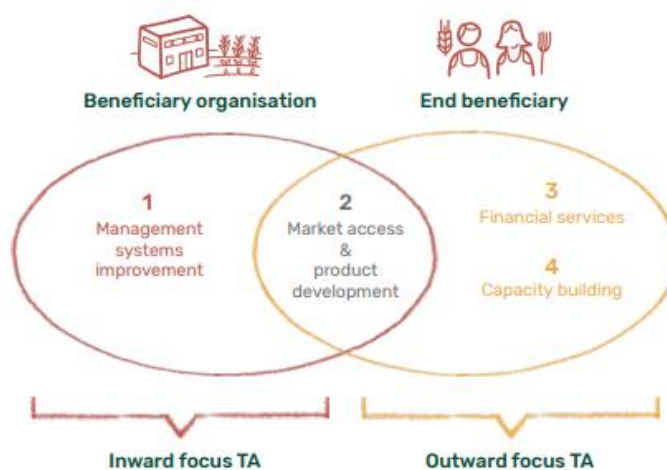 Beneficiary organisation
End beneficiary
1
Management
systems
improvement
2
Market access
&
product
development
3
Financial services
4
Capacity building
Inward focus TA
Outward focus TA